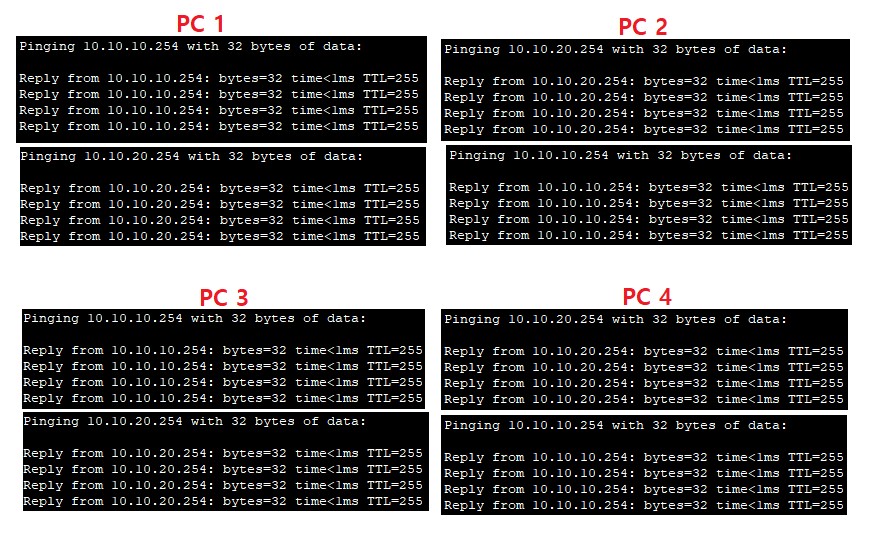 PC 1
Pinging 10.10.10.254 with 32 bytes of data:
Reply from 10.10.10.254: bytes=32 time<1ms TTL=255
Reply from 10.10.10.254: bytes=32 time<1ms TTL=255
Reply from 10.10.10.254: bytes=32 time<1ms TTL=255
Reply from 10.10.10.254: bytes=32 time<1ms TTL=255
Pinging 10.10.20.254 with 32 bytes of data:
Reply from 10.10.20.254: bytes=32 time<1ms TTL=255
Reply from 10.10.20.254: bytes=32 time<1ms TTL=255
Reply from 10.10.20.254: bytes=32 time<1ms TTL=255
Reply from 10.10.20.254: bytes=32 time<1ms TTL=255
PC 2
Pinging 10.10.20.254 with 32 bytes of data:
Reply from 10.10.20.254: bytes=32 time<1ms TTL=255
Reply from 10.10.20.254: bytes=32 time<1ms TTL=255
Reply from 10.10.20.254: bytes=32 time<1ms TTL=255
Reply from 10.10.20.254: bytes=32 time<1ms TTL=255
Pinging 10.10.10.254 with 32 bytes of data:
Reply from 10.10.10.254: bytes=32 time<1ms TTL=255
Reply from 10.10.10.254: bytes=32 time<1ms TTL=255
Reply from 10.10.10.254: bytes=32 time<1ms TTL=255
Reply from 10.10.10.254: bytes=32 time<1ms TTL=255
PC 3
Pinging 10.10.10.254 with 32 bytes of data:
Reply from 10.10.10.254: bytes=32 time<1ms TTL=255
Reply from 10.10.10.254: bytes=32 time<1ms TTL=255
Reply from 10.10.10.254: bytes=32 time<1ms TTL=255
Reply from 10.10.10.254: bytes=32 time<1ms TTL=255
Pinging 10.10.20.254 with 32 bytes of data:
Reply from 10.10.20.254: bytes=32 time<1ms TTL=255
Reply from 10.10.20.254: bytes=32 time<1ms TTL=255
Reply from 10.10.20.254: bytes=32 time<1ms TTL=255
Reply from 10.10.20.254: bytes=32 time<1ms TTL=255
PC 4
Pinging 10.10.20.254 with 32 bytes of data:
Reply from 10.10.20.254: bytes=32 time<1ms TTL=255
Reply from 10.10.20.254: bytes=32 time<1ms TTL=255
Reply from 10.10.20.254: bytes=32 time<1ms TTL=255
Reply from 10.10.20.254: bytes=32 time<1ms TTL=255
Pinging 10.10.10.254 with 32 bytes of data:
Reply from 10.10.10.254: bytes=32 time<1ms TTL=255
Reply from 10.10.10.254: bytes=32 time<1ms TTL=255
Reply from 10.10.10.254: bytes=32 time<1ms TTL=255
Reply from 10.10.10.254: bytes=32 time<1ms TTL=255